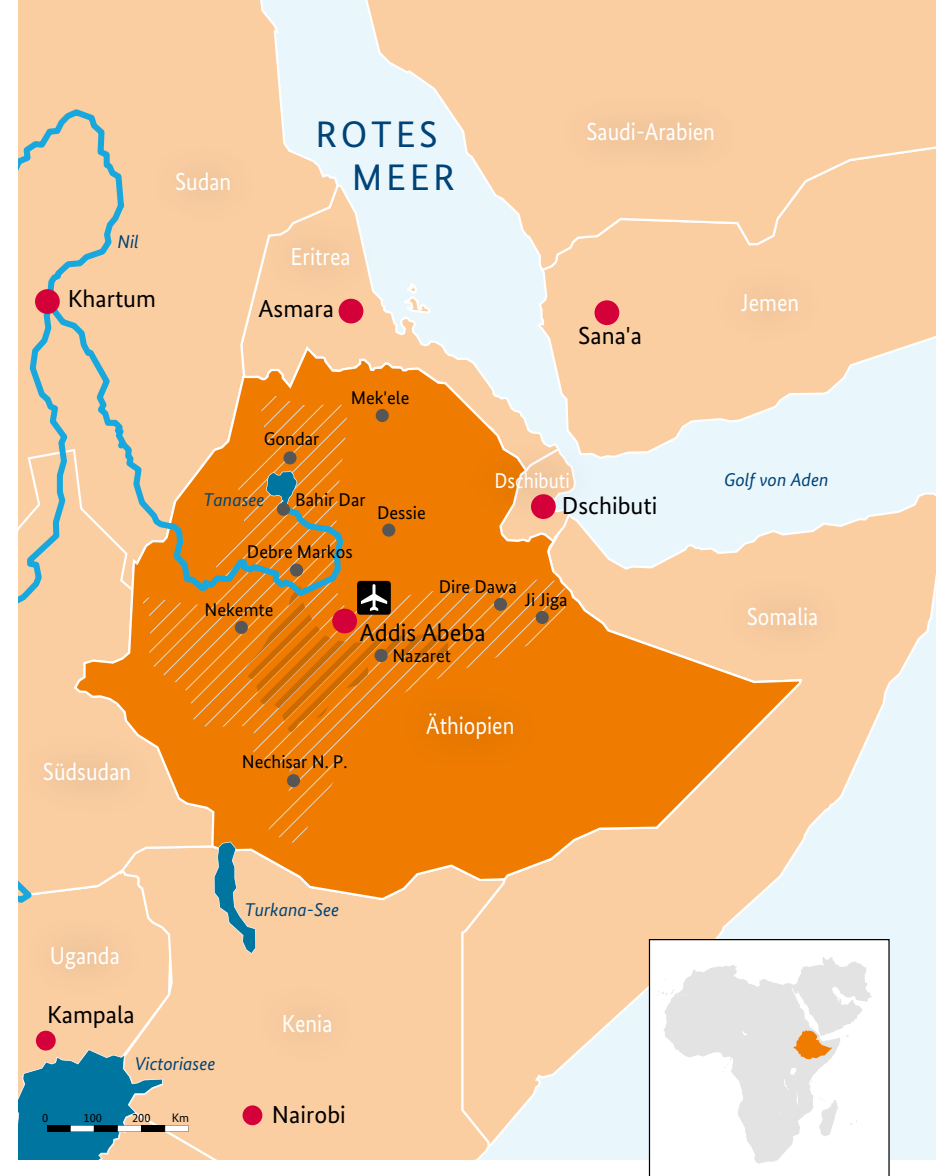 ROTES
MEER
Saudi-Arabien
Sudan
Nil
Eritrea
Khartum
Asmara
Jemen
Sana'a
Mek'ele
Gondar
Dschibuti
Golf von Aden
Tanasee
Bahir Dar
Dschibuti
Dessie
Debre Markos
Dire Dawa
Ji Jiga
Nekemte
Somalia
Addis Abeba
Nazaret
Äthiopien
Nechisar N. P.
Südsudan
Turkana-See
Uganda
Kampala
Kenia
Victoriasee
0 100 200 Km
Nairobi